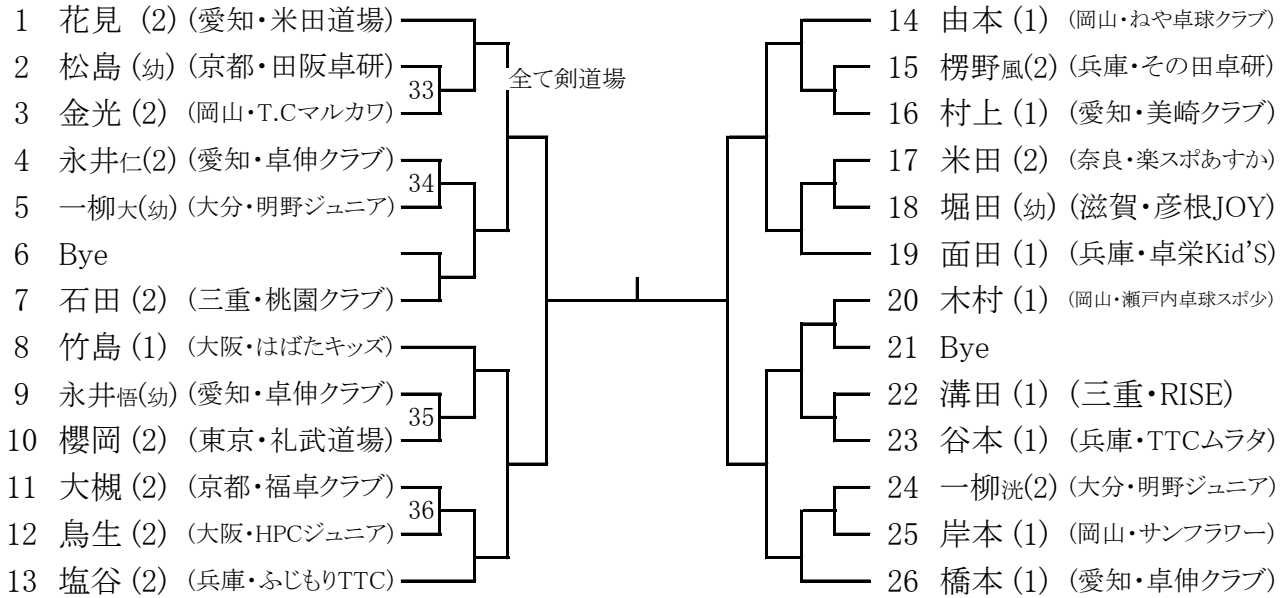 1 花見 (2) (愛知・米田道場)
2 松島 (幼) (京都・田阪卓研)
33
全て剣道場
3 金光 (2) (岡山・T.Cマルカワ)
4 永井仁(2) (愛知・卓伸クラブ)
34
5 一柳大(幼) (大分・明野ジュニア)
6 Bye
7 石田 (2) (三重・桃園クラブ)
8 竹島 (1) (大阪・はばたキッズ)
9 永井悟(幼) (愛知・卓伸クラブ)
35
10 櫻岡 (2) (東京・礼武道場)
11 大槻 (2) (京都・福卓クラブ)
36
12 鳥生 (2) (大阪・HPCジュニア)
13 塩谷 (2) (兵庫・ふじもりTTC)
14 由本 (1) (岡山・ねや卓球クラブ)
15 楞野風(2) (兵庫・その田卓研)
16 村上 (1) (愛知・美崎クラブ)
17 米田 (2) (奈良・楽スポあすか)
18 堀田 (幼) (滋賀・彦根JOY)
19 面田 (1) (兵庫・卓栄Kid’S)
20 木村 (1) (岡山・瀬戸内卓球スポ少)
21 Bye
22 溝田 (1) (三重・RISE)
23 谷本 (1) (兵庫・TTCムラタ)
24 一柳洸(2) (大分・明野ジュニア)
25 岸本 (1) (岡山・サンフラワー)
26 橋本 (1) (愛知・卓伸クラブ)